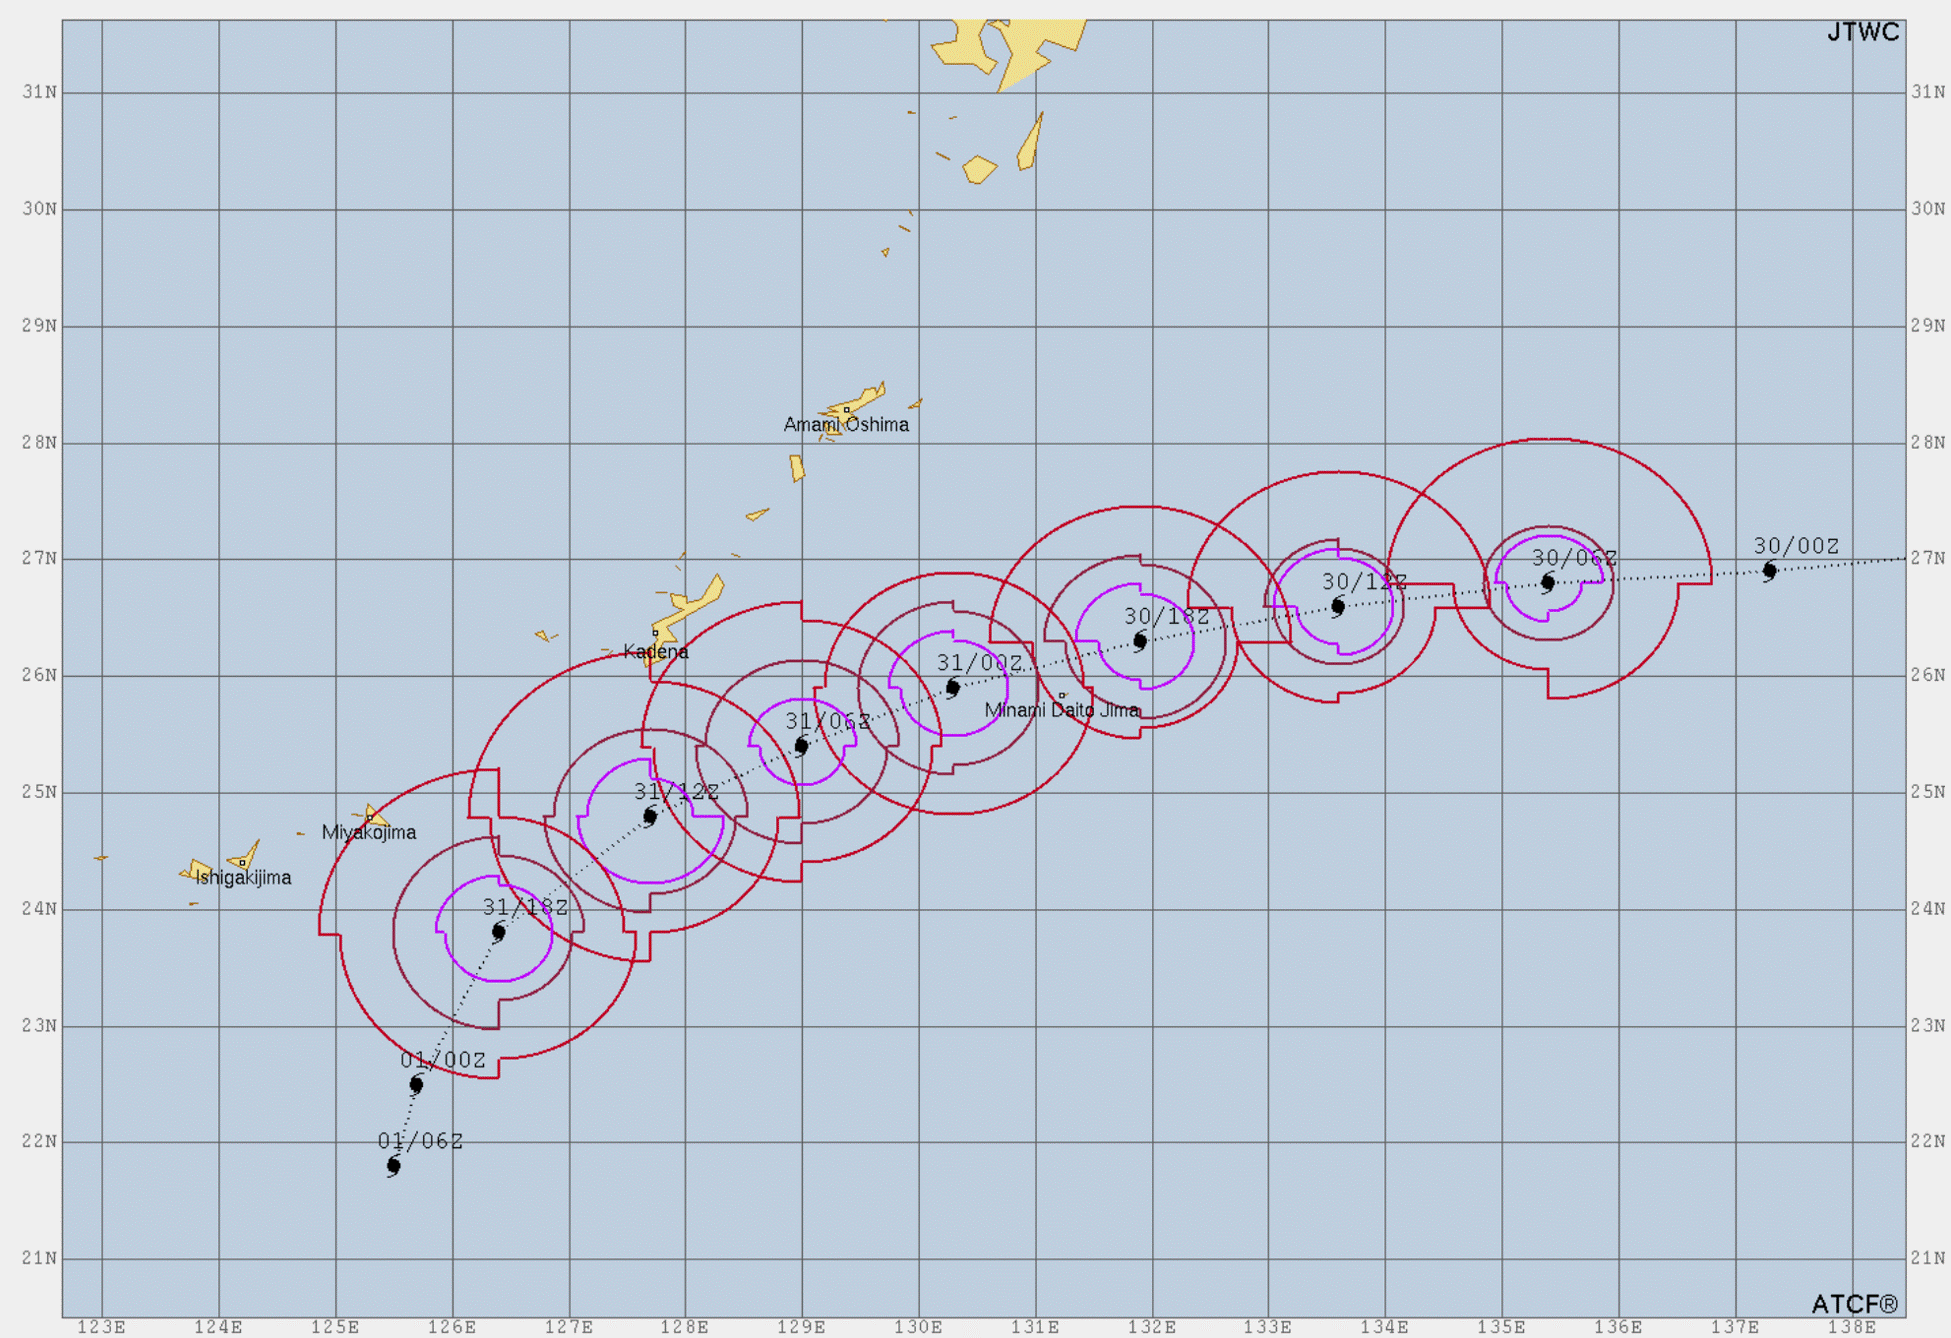 JTWC
31N 31N
30N 30N
29N 29N
28N 28N
Amami Oshima
27N 27N
30/00Z
30/06Z
30/12Z
30/18Z
Kadena
26N 26N
31/00Z
Minami Daito Jima
31/06Z
25N 25N
31/12Z
Miyakojima
Ishigakijima
24N 24N
31/18Z
23N 23N
01/00Z
22N 22N
01/06Z
21N 21N
ATCF®
123E 124E 125E 126E 127E 128E 129E 130E 131E 132E 133E 134E 135E 136E 137E 138E